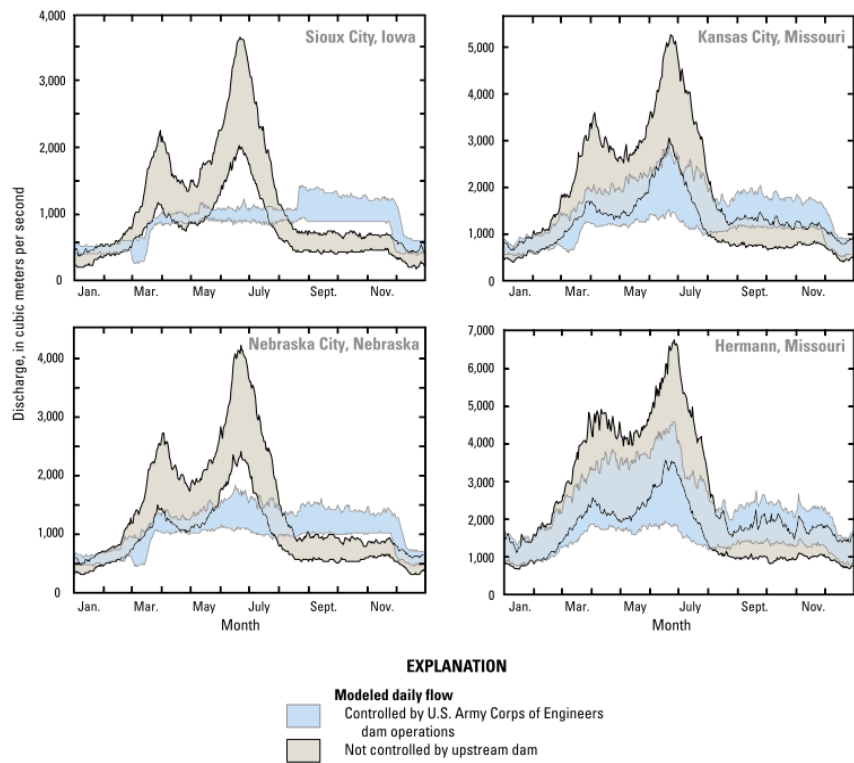 Sioux City, Iowa
4,000
3,000
2,000
1,000
0
Jan. Mar. May July Sept. Nov.
Kansas City, Missouri
5,000
4,000
3,000
2,000
1,000
0
Jan. Mar. May July Sept. Nov.
Discharge, in cubic meters per second
Nebraska City, Nebraska
4,000
3,000
2,000
1,000
0
Jan. Mar. May July Sept. Nov.
Month
Hermann, Missouri
7,000
6,000
5,000
4,000
3,000
2,000
1,000
0
Jan. Mar. May July Sept. Nov.
Month
EXPLANATION
Modeled daily flow
Controlled by U.S. Army Corps of Engineers
dam operations
Not controlled by upstream dam